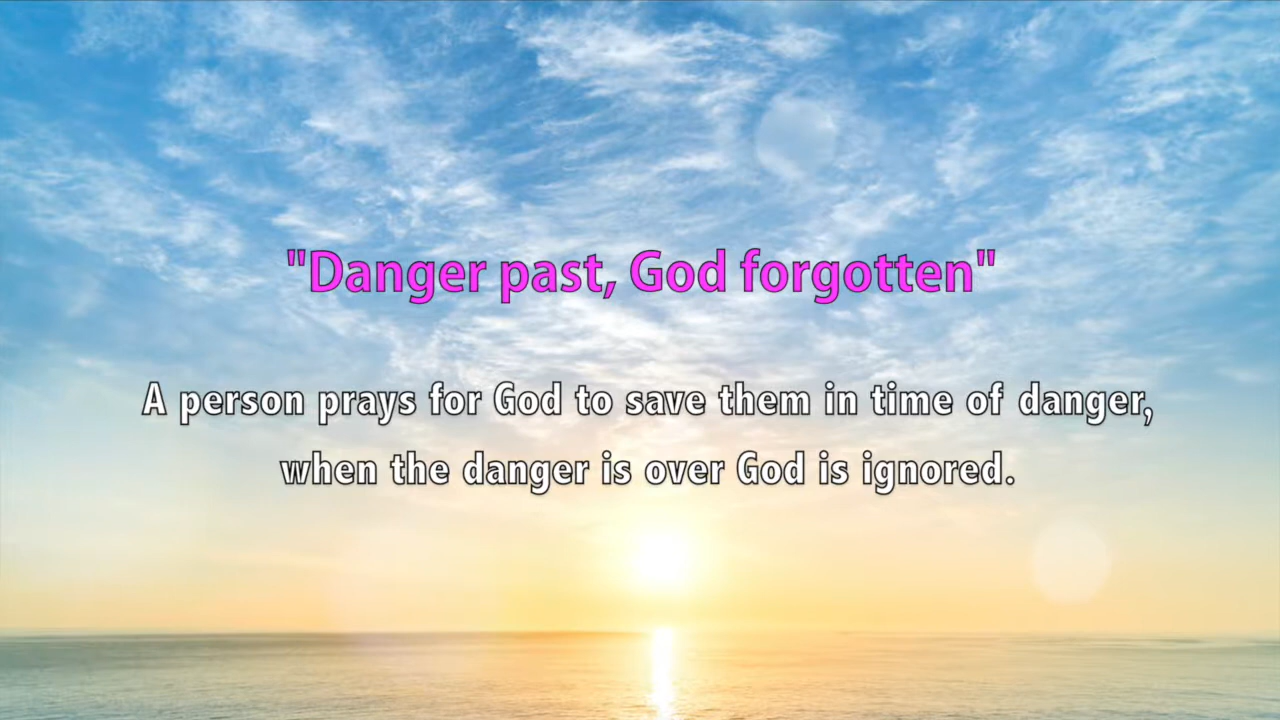 "Danger past, God forgotten"
A person prays for God to save them in time of danger,
when the danger is over God is ignored.